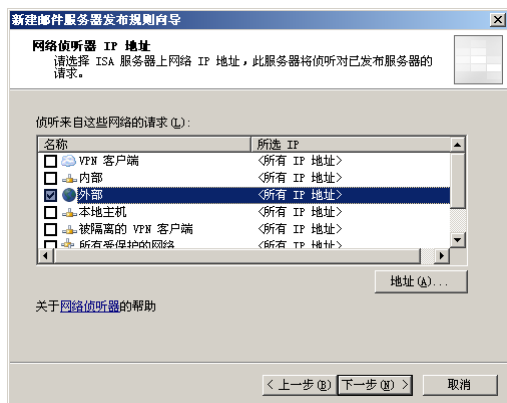 新建邮件服务器发布规则向导
网络侦听器 IP 地址
请选择 ISA 服务器上网络 IP 地址，此服务器将侦听对已发布服务器的
请求。
侦听来自这些网络的请求(L):
名称 所选 IP
VPN 客户端 <所有 IP 地址>
内部 <所有 IP 地址>
外部 <所有 IP 地址>
本地主机 <所有 IP 地址>
被隔离的 VPN 客户端 <所有 IP 地址>
所有受保护的网络 <所有 IP 地址>
地址(A)...
关于网络侦听器的帮助
< 上一步(B) 下一步(N) > 取消